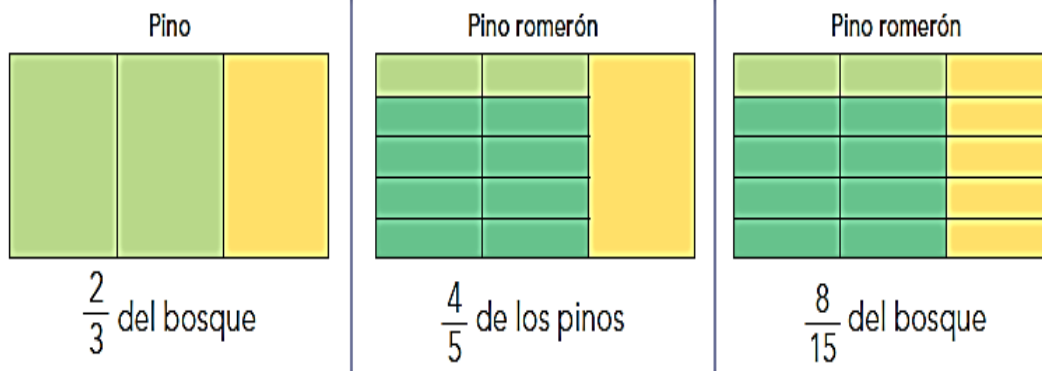 Pino
2/3 del bosque
Pino romerón
4/5 de los pinos
Pino romerón
8/15 del bosque